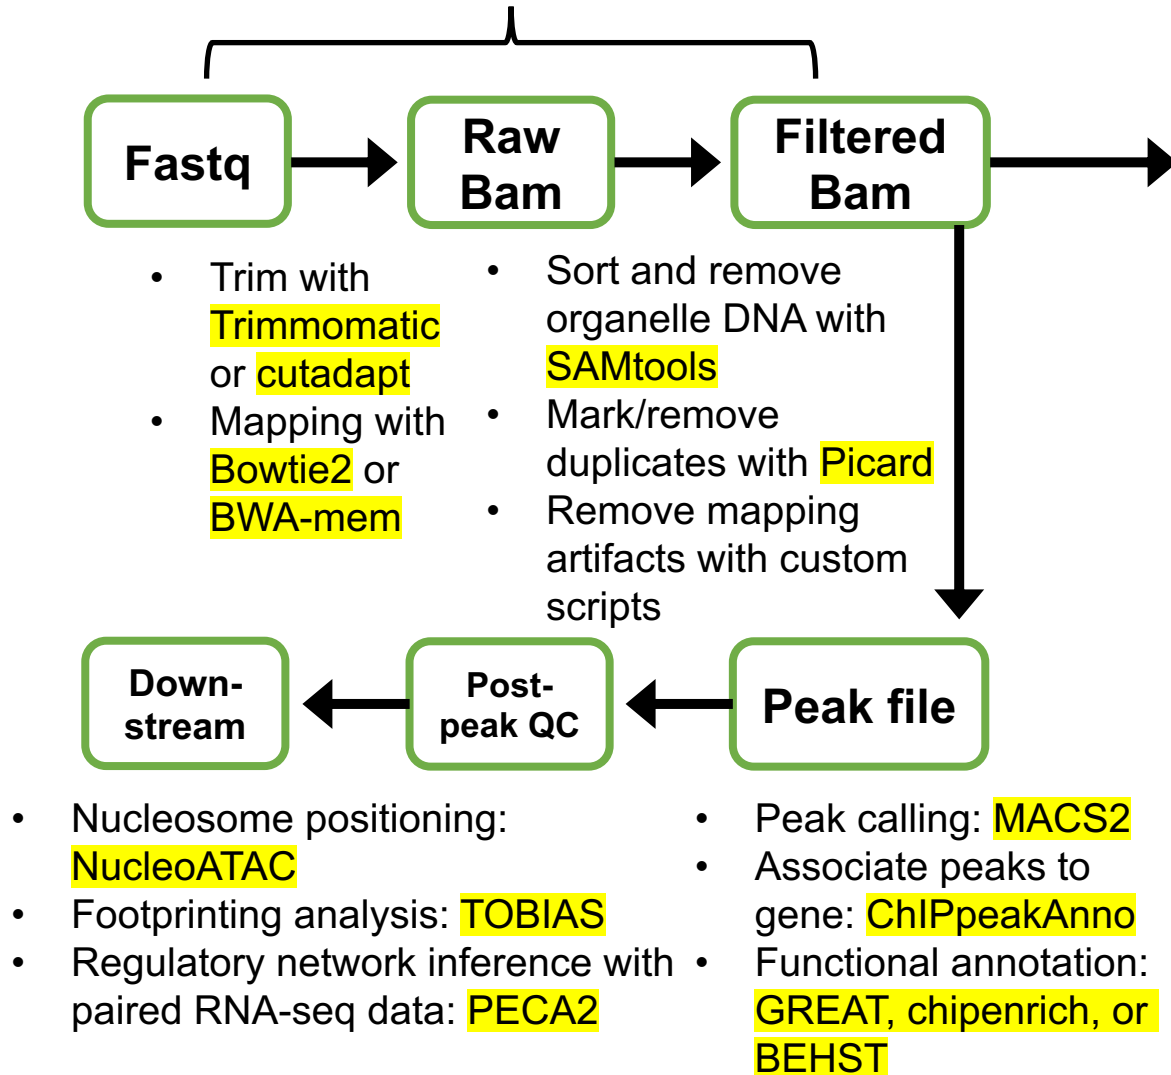 Fastq
Raw
Bam
Filtered
Bam
• Trim with
Trimmomatic
or cutadapt
• Mapping with
Bowtie2 or
BWA-mem
• Sort and remove
organelle DNA with
SAMtools
• Mark/remove
duplicates with Picard
• Remove mapping
artifacts with custom
scripts
Down-
stream
Post-
peak QC
Peak file
• Nucleosome positioning:
NucleoATAC
• Footprinting analysis: TOBIAS
• Regulatory network inference with
paired RNA-seq data: PECA2
• Peak calling: MACS2
• Associate peaks to
gene: ChIPpeakAnno
• Functional annotation:
GREAT, chipenrich, or
BEHST